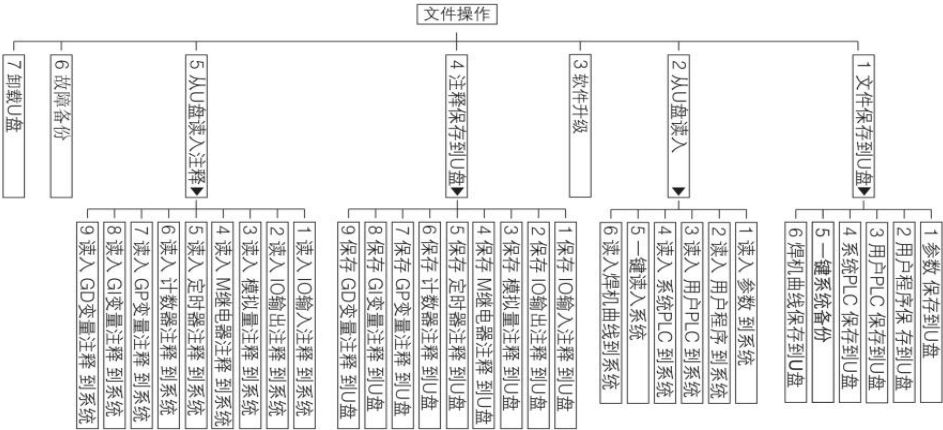 文件操作
1 文件保存到U盘
1 参数 保存到U盘
2 用户程序保 存到U盘
3 用户PLC 保存到U盘
4 系统PLC 保存到U盘
5 一键系统备份
6 焊机曲线保存到U盘
2 从U盘读入
1 读入 参数 到系统
2 读入 用户程序 到系统
3 读入 用户PLC 到系统
4 读入 系统PLC 到系统
5 一键读入系统
6 读入焊机曲线到系统
3 软件升级
4 注释保存到U盘
1 保存 IO输入注释 到U盘
2 保存 IO输出注释 到U盘
3 保存 模拟量注释 到U盘
4 保存 M继电器注释 到U盘
5 保存 定时器注释 到U盘
6 保存 计数器注释 到U盘
7 保存 GP变量注释 到U盘
8 保存 GI变量注释 到U盘
9 保存 GD变量注释 到U盘
5 从U盘读入注释
1 读入 IO输入注释 到系统
2 读入 IO输出注释 到系统
3 读入 模拟量注释 到系统
4 读入 M继电器注释 到系统
5 读入 定时器注释 到系统
6 读入 计数器注释 到系统
7 读入 GP变量注释 到系统
8 读入 GI变量注释 到系统
9 读入 GD变量注释 到系统
6 故障备份
7 卸载U盘